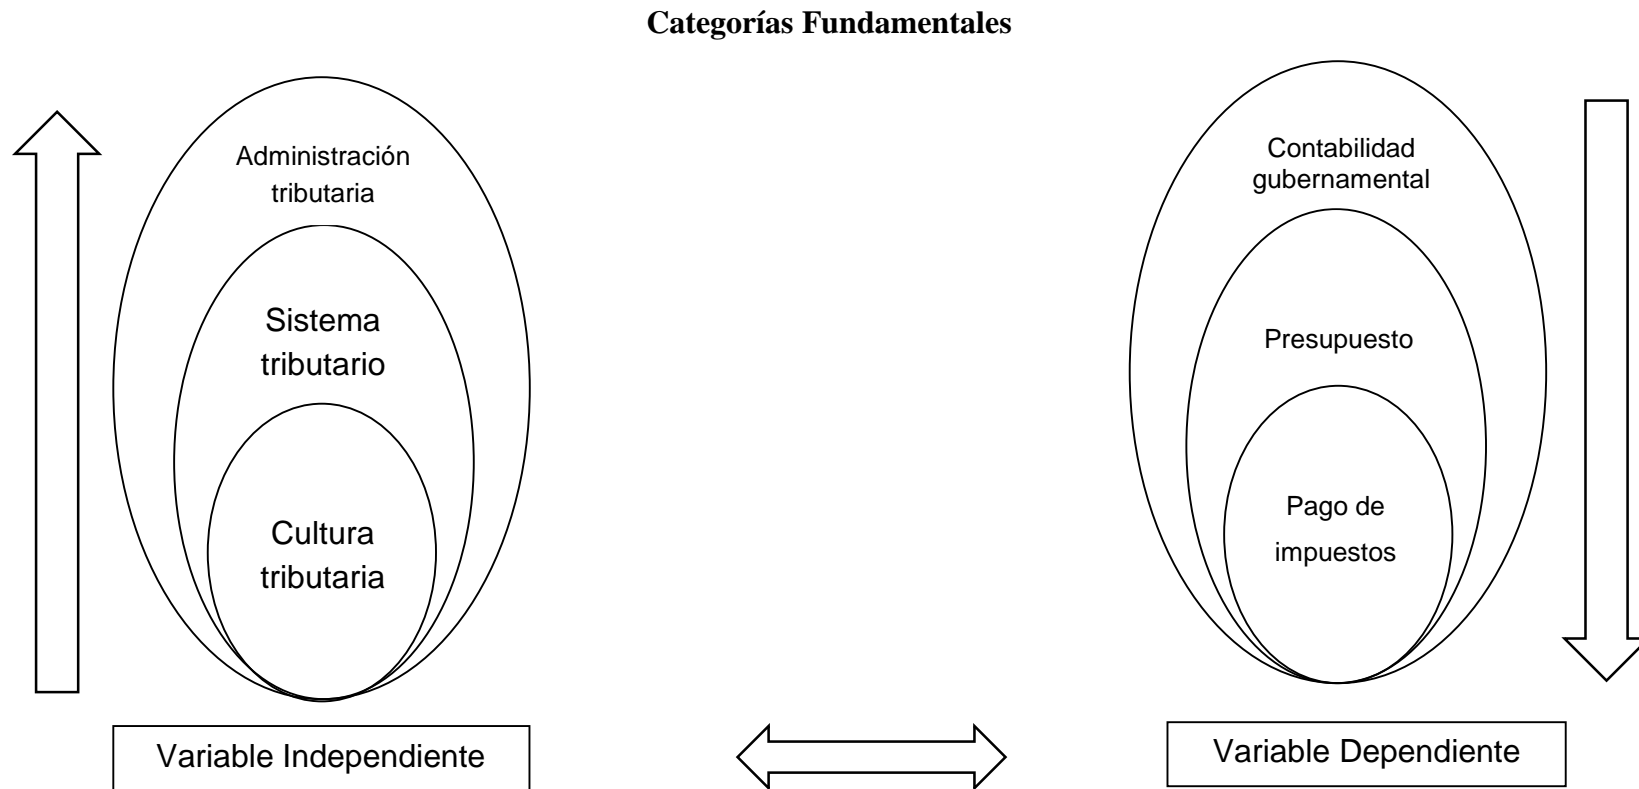 Categorías Fundamentales
Administración
tributaria
Sistema
tributario
Cultura
tributaria
Variable Independiente
Contabilidad
gubernamental
Presupuesto
Pago de
impuestos
Variable Dependiente